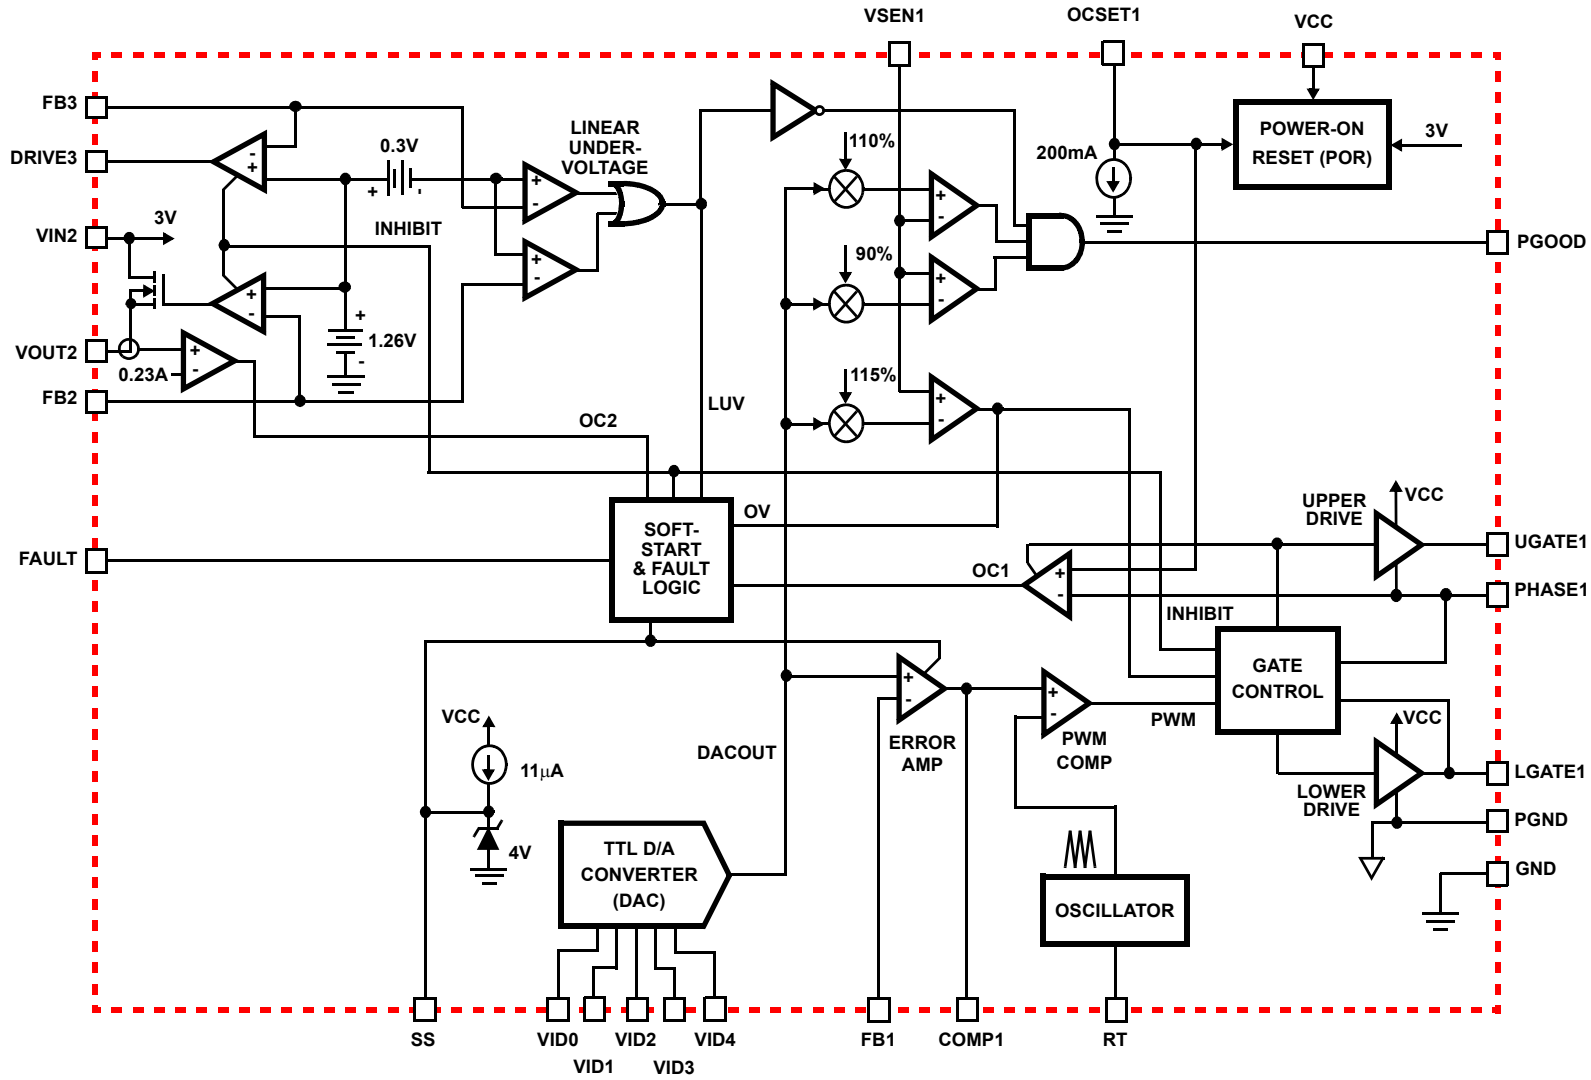 VSEN1
OCSET1
VCC
FB3
DRIVE3
VIN2
VOUT2
FB2
FAULT
0.3V
+
-
LINEAR
UNDER-
VOLTAGE
110%
200mA
POWER-ON
RESET (POR)
3V
-
+
+
-
INHIBIT
3V
+
-
+
-
+
-
90%
+
-
PGOOD
+
-
+
1.26V
-
+
-
0.23A
115%
+
-
LUV
OC2
OV
SOFT-
START
& FAULT
LOGIC
OC1
+
-
UPPER
DRIVE
VCC
UGATE1
PHASE1
INHIBIT
GATE
CONTROL
+
-
ERROR
AMP
+
-
PWM
COMP
PWM
VCC
LOWER
DRIVE
LGATE1
PGND
GND
VCC
11µA
4V
DACOUT
TTL D/A
CONVERTER
(DAC)
OSCILLATOR
SS
VID0
VID1
VID2
VID3
VID4
FB1
COMP1
RT